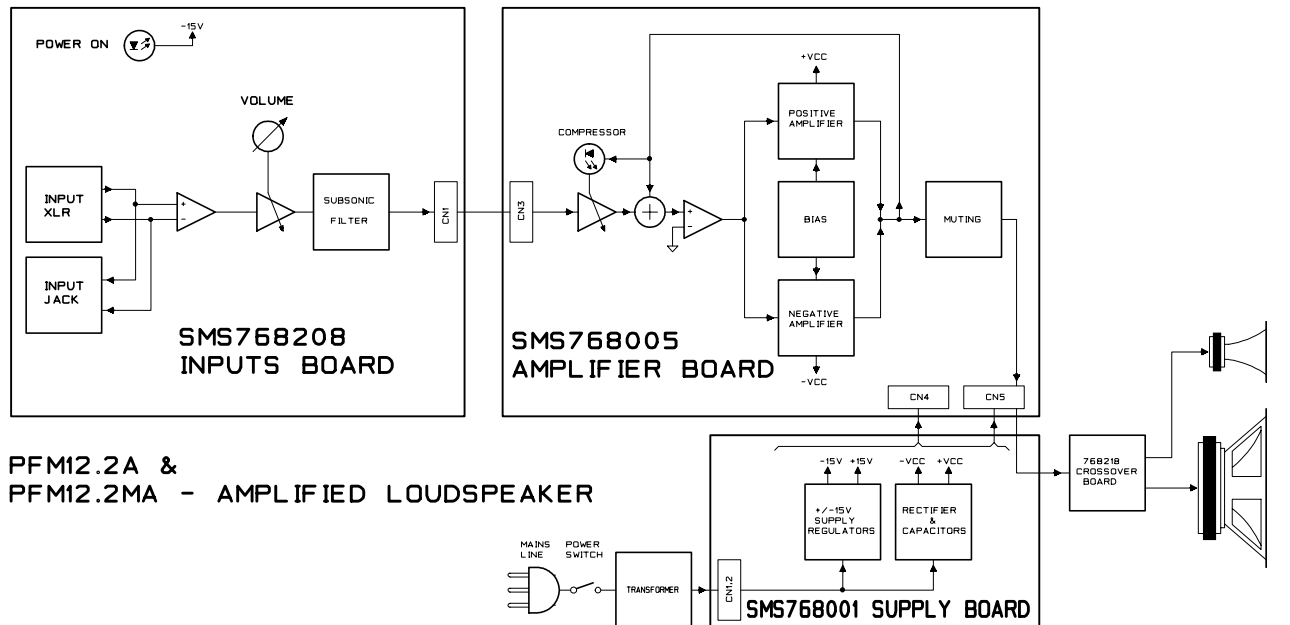 POWER ON
-15V
VOLUME
INPUT
XLR
+
-
SUBSONIC
FILTER
CN1
INPUT
JACK
SMS768208
INPUTS BOARD
CN3
COMPRESSOR
+
-
+VCC
POSITIVE
AMPLIFIER
BIAS
MUTING
NEGATIVE
AMPLIFIER
-VCC
SMS768005
AMPLIFIER BOARD
CN4
CN5
PFM12.2A &
PFM12.2MA - AMPLIFIED LOUDSPEAKER
-15V +15V
-VCC +VCC
+/-15V
SUPPLY
REGULATORS
RECTIFIER
&
CAPACITORS
768218
CROSSOVER
BOARD
MAINS
LINE
POWER
SWITCH
TRANSFORMER
CN1,2
SMS768001 SUPPLY BOARD